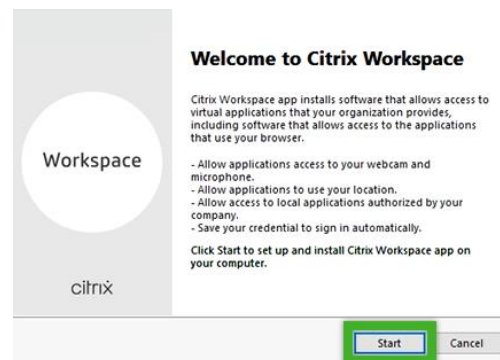 Welcome to Citrix Workspace
Citrix Workspace app installs software that allows access to
virtual applications that your organization provides,
including software that allows access to the applications
that use your browser.
Workspace
- Allow applications access to your webcam and
microphone.
- Allow applications to use your location.
- Allow access to local applications authorized by your
company.
- Save your credential to sign in automatically.
Click Start to set up and install Citrix Workspace app on
your computer.
citrix
Start
Cancel